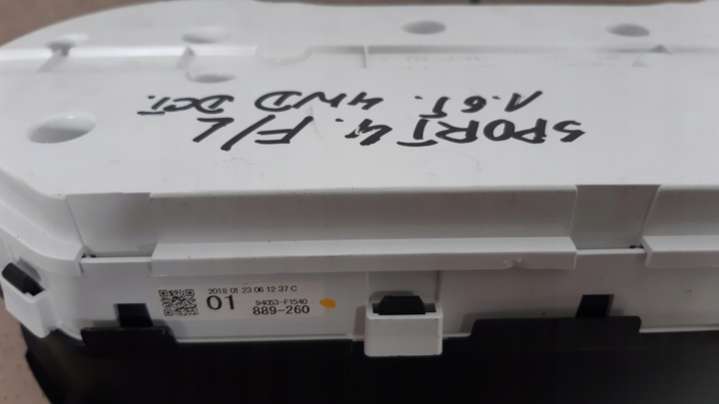 SPORT 4. F/L
1.6T. 4WD DCT.
2018 01 23 06 12 37 C
01
94053-F1540
889-260